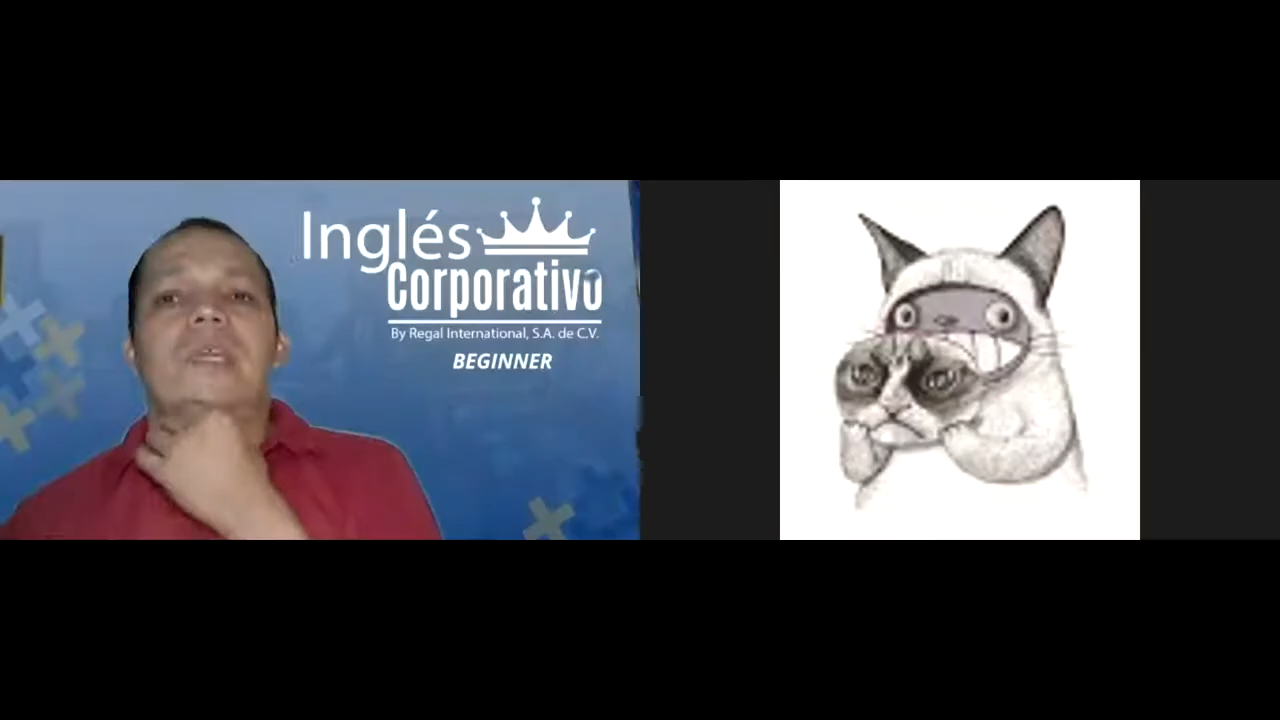 Inglés
Corporativo
By Regal International, S.A. de C.V.
BEGINNER